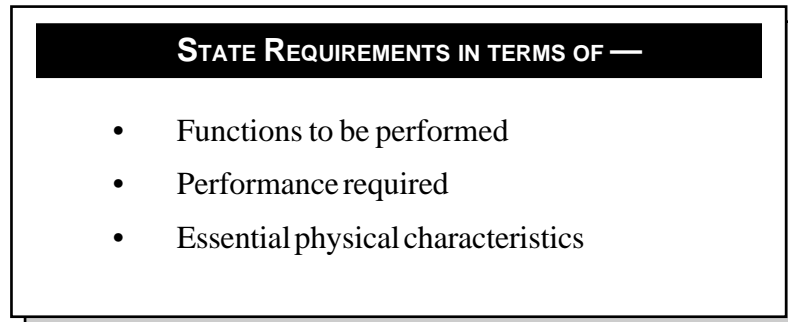 STATE REQUIREMENTS IN TERMS OF —
• Functions to be performed
• Performance required
• Essential physical characteristics